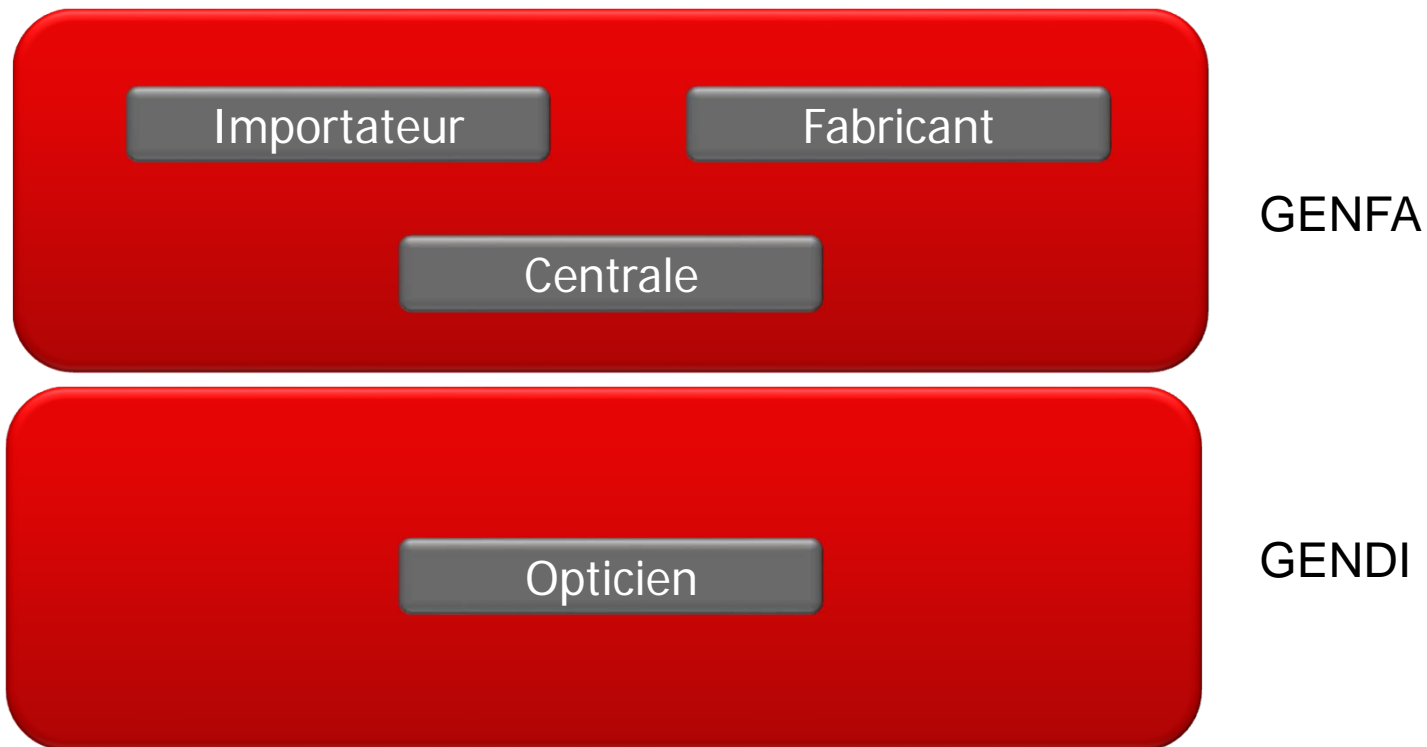 Importateur
Fabricant
Centrale
GENFA
Opticien
GENDI